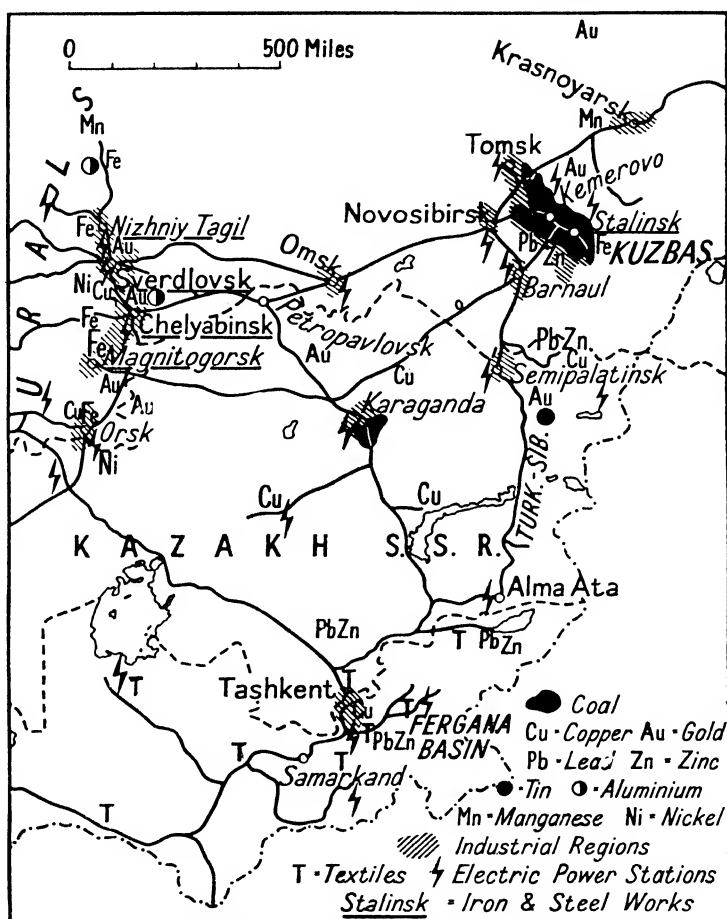 Au
0 500 Miles
Krasnoyarsk
Mn
S
Mn
Fe
Tomsk
L
Au
Kemerovo
A
Fe
Nizhniy Tagil
Au
Novosibirsk
Stalinsk
Fe
Pb
Zn
KUZBAS
Omsk
Ni
Cu
Sverdlovsk
Au
Barnaul
R
Fe
Chelyabinsk
Petropavlovsk
Fe
Magnitogorsk
Au
Pb Zn
Cu
Cu
Semipalatinsk
U
Au
Au
Karaganda
Au
Cu Fe
Orsk
Ni
TURK.-SIB.
Cu
Cu
KAZAKH S.S.R.
Alma Ata
Pb Zn
T
Pb Zn
T
T
Tashkent
Cu
T
T
Pb Zn
FERGANA
BASIN
T
T
Samarkand
T
Coal
Cu = Copper Au = Gold
Pb = Lead Zn = Zinc
Tin Aluminium
Mn = Manganese Ni = Nickel
Industrial Regions
T = Textiles Electric Power Stations
Stalinsk = Iron & Steel Works